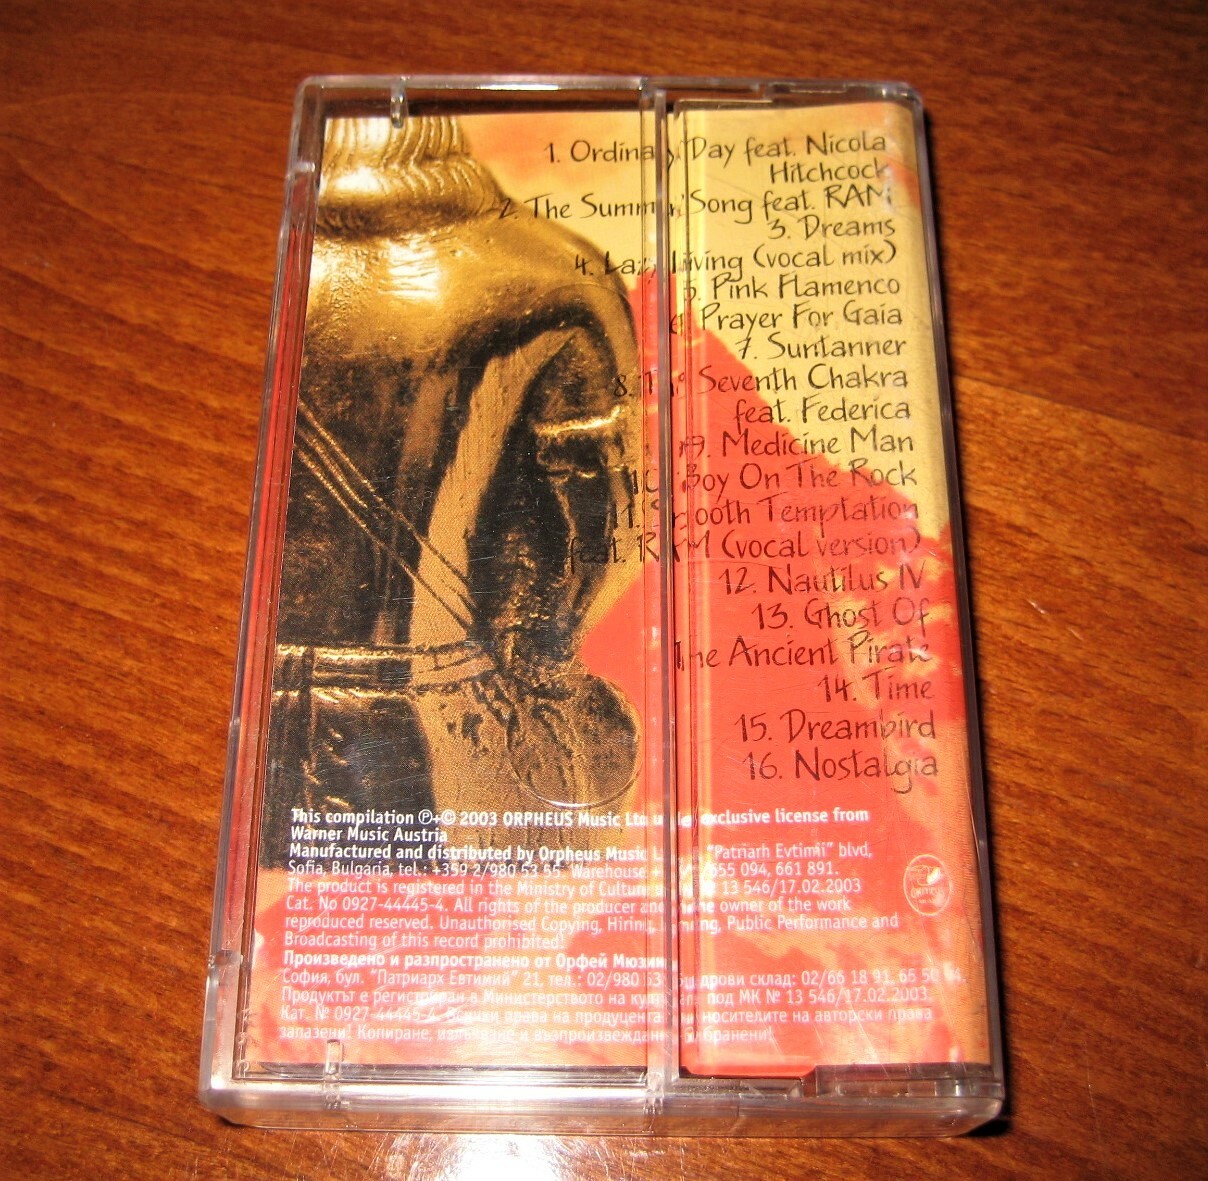 1. Ordinary Day feat. Nicola
Hitchcock
2. The Summer Song feat. RAM
3. Dreams
4. Lazy Living (vocal mix)
5. Pink Flamenco
6. Prayer For Gaia
7. Suntanner
8. The Seventh Chakra
feat. Federica
9. Medicine Man
10. Boy On The Rock
11. Smooth Temptation
feat. RAM (vocal version)
12. Nautilus IV
13. Ghost Of
The Ancient Pirate
14. Time
15. Dreambird
16. Nostalgia
This compilation ℗+© 2003 ORPHEUS Music Ltd under exclusive license from
Warner Music Austria
Manufactured and distributed by Orpheus Music "Patriarh Evtimii" blvd,
Sofia, Bulgaria, tel.: +359 2/980 53 55 Warehouse 655 094, 661 891.
The product is registered in the Ministry of Culture 13 546/17.02.2003
Cat. No 0927-44445-4. All rights of the producer and the owner of the work
reproduced reserved. Unauthorised Copying, Hiring, Lending, Public Performance and
Broadcasting of this record prohibited!
Произведено и разпространено от Орфей Мюзик
София, бул. "Патриарх Евтимий" 21, тел.: 02/980 53 склад: 02/66 18 91, 65 50
Продуктът е регистриран в Министерството на под МК № 13 546/17.02.2003.
Кат. № 0927-44445-4. Всички права на продуцента носителите на авторски права
запазени! Копиране, излъчване и възпроизвеждане забранени!